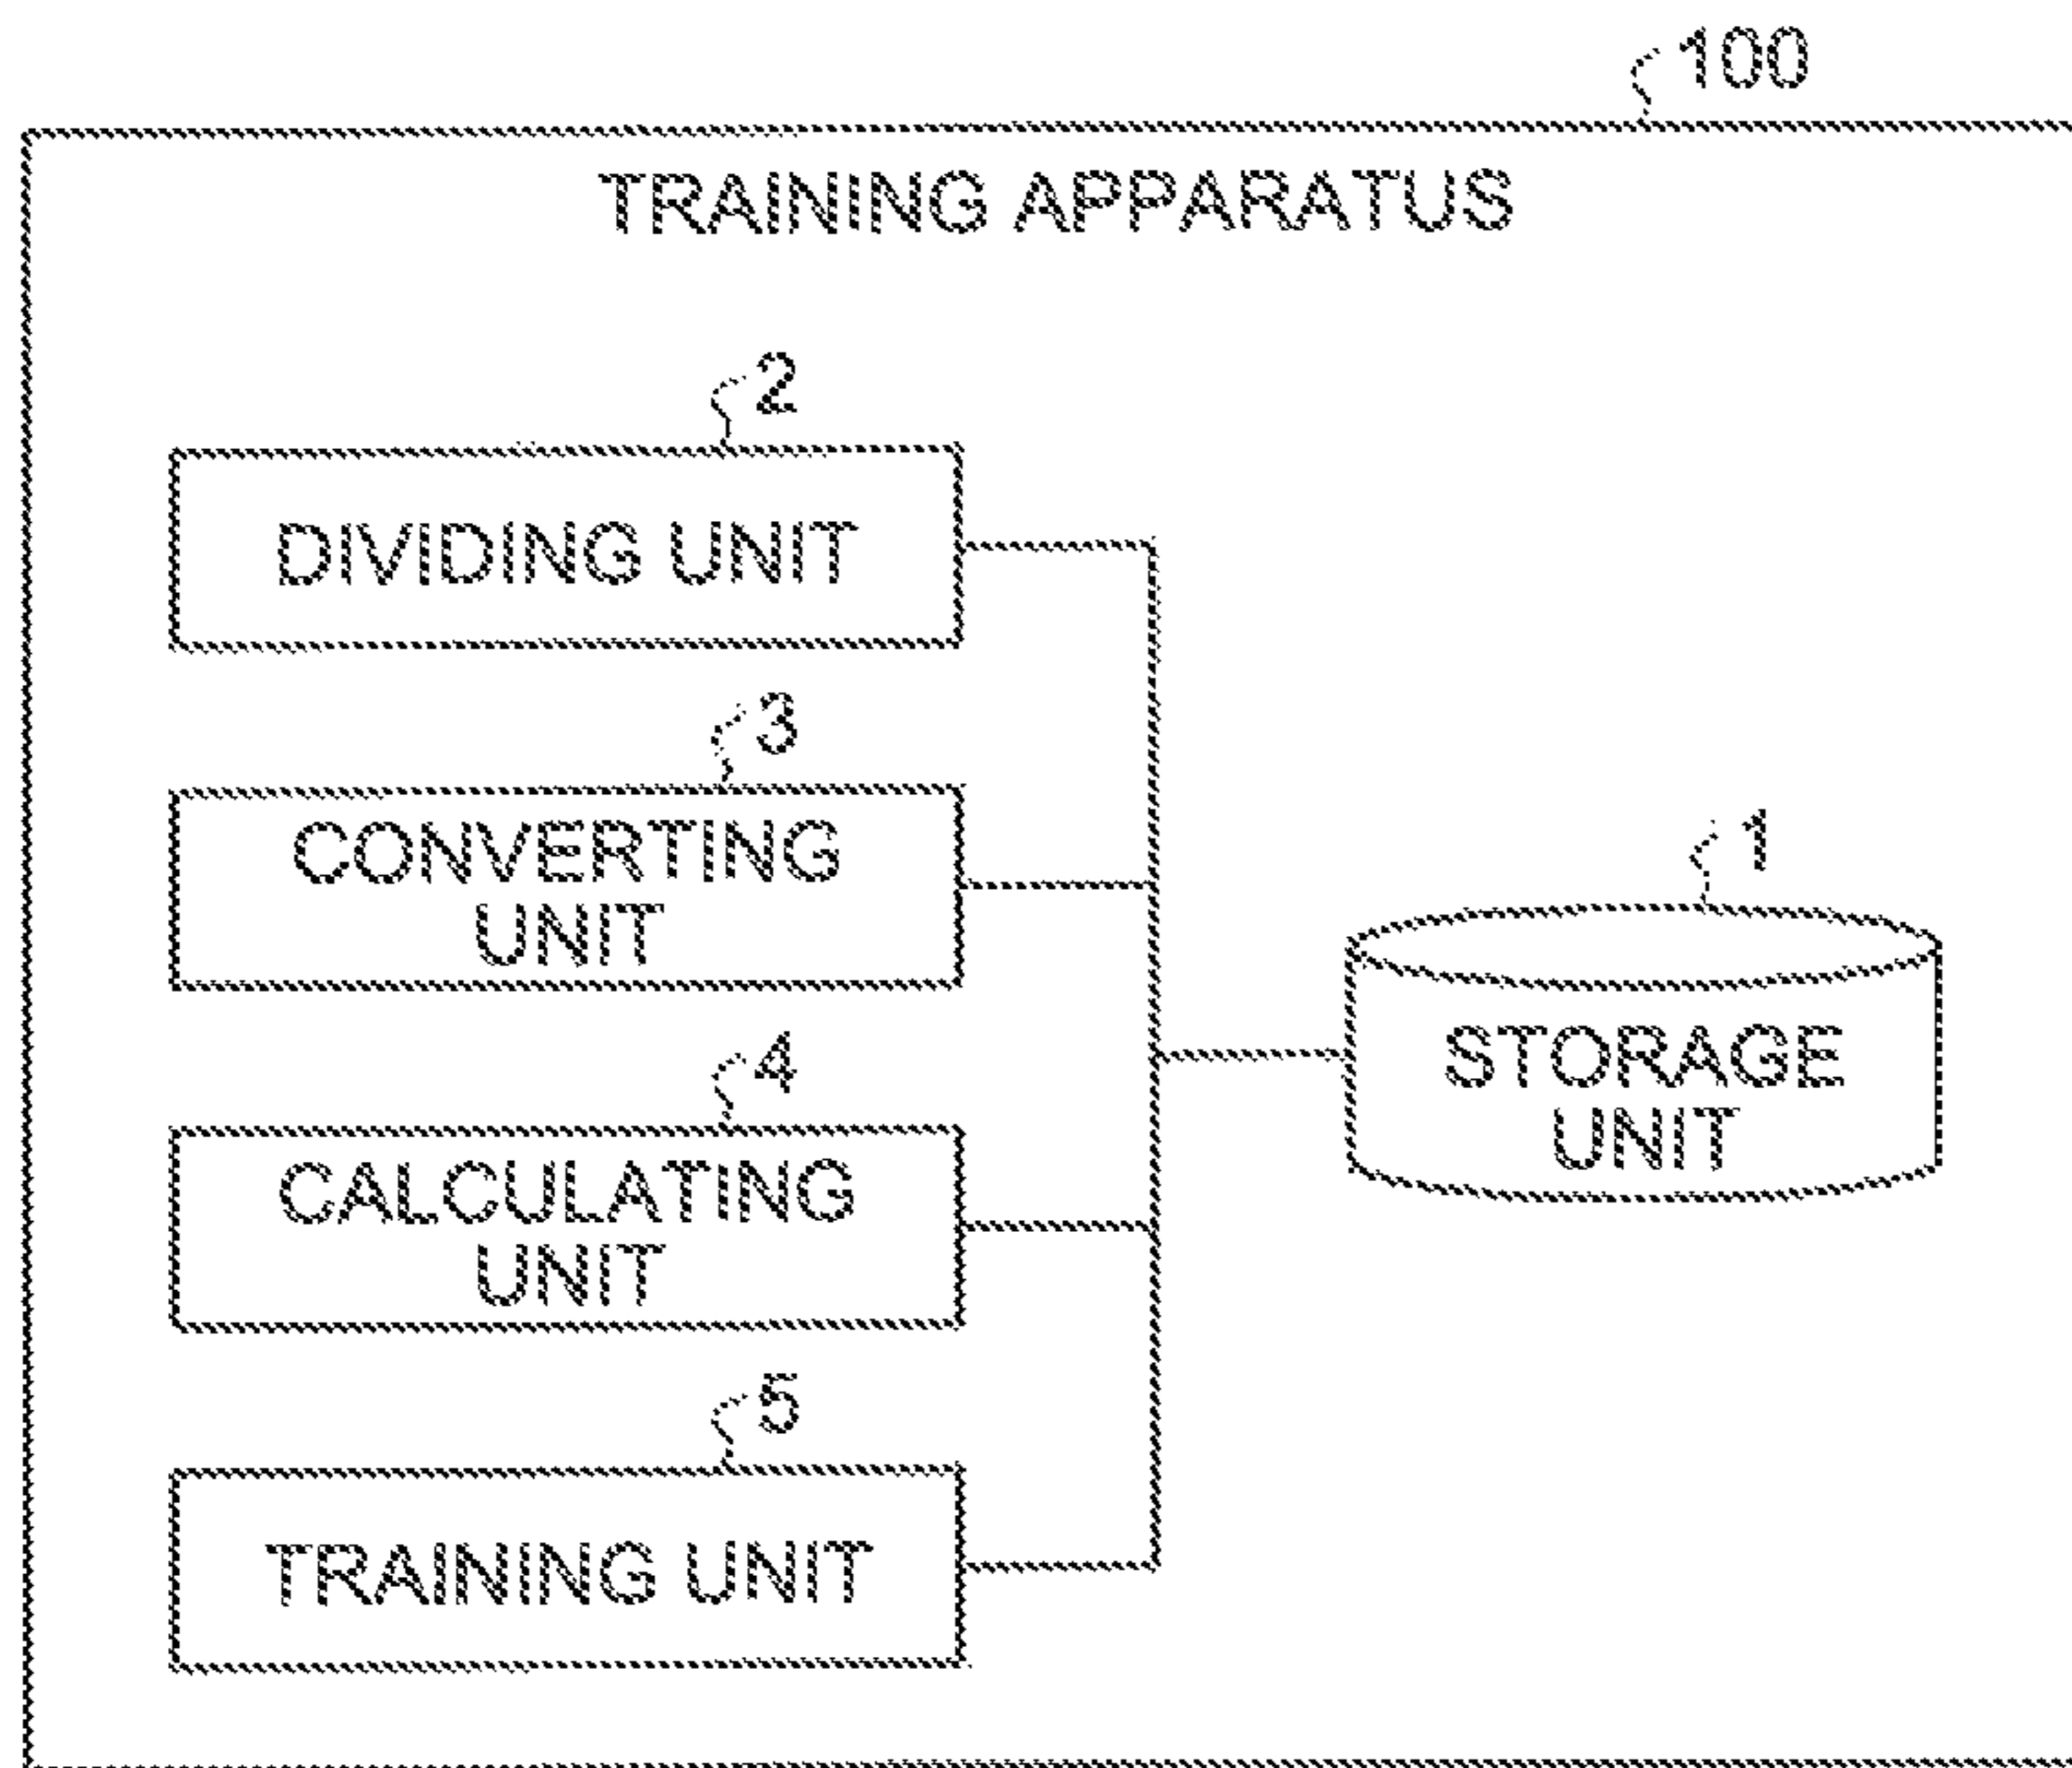 100
TRAINING APPARATUS
2
DIVIDING UNIT
3
CONVERTING
UNIT
1
STORAGE
UNIT
4
CALCULATING
UNIT
5
TRAINING UNIT